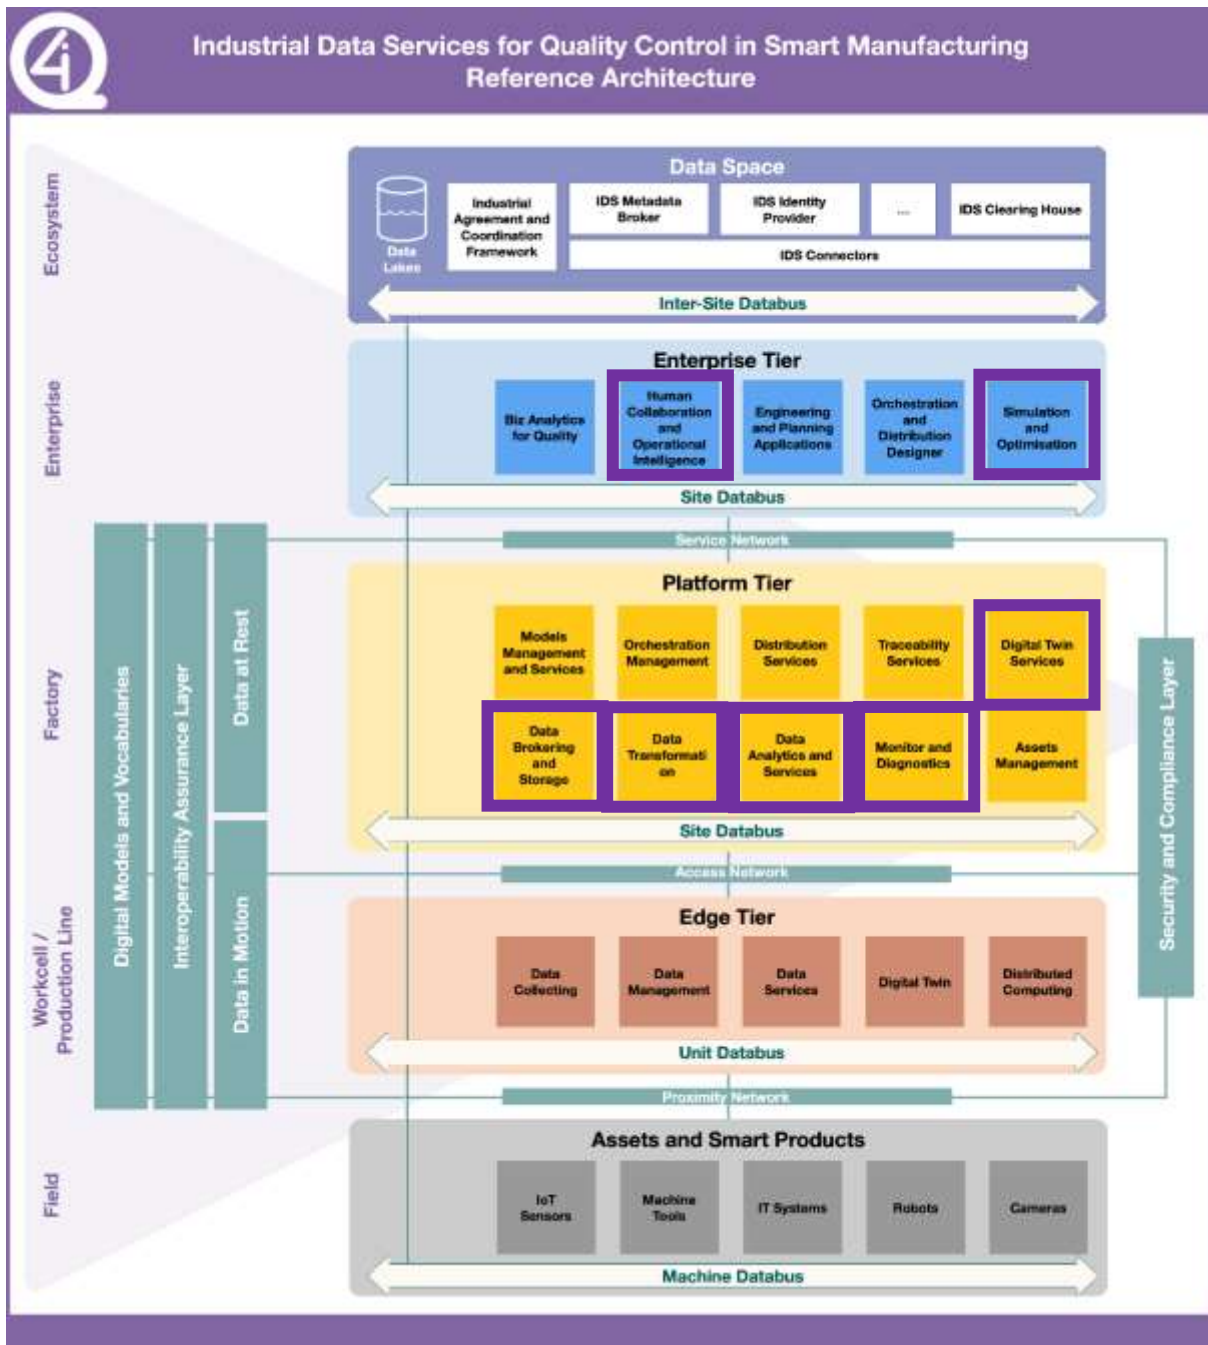 i4Q
Industrial Data Services for Quality Control in Smart Manufacturing
Reference Architecture
Ecosystem
Data Space
Data
Lakes
Industrial
Agreement and
Coordination
Framework
IDS Metadata
Broker
IDS Identity
Provider
...
IDS Clearing House
IDS Connectors
Inter-Site Databus
Enterprise
Enterprise Tier
Biz Analytics
for Quality
Human
Collaboration
and
Operational
Intelligence
Engineering
and Planning
Applications
Orchestration
and
Distribution
Designer
Simulation
and
Optimisation
Site Databus
Service Network
Digital Models and Vocabularies
Interoperability Assurance Layer
Data at Rest
Data in Motion
Security and Compliance Layer
Factory
Platform Tier
Models
Management
and Services
Orchestration
Management
Distribution
Services
Traceability
Services
Digital Twin
Services
Data
Brokering
and
Storage
Data
Transformati
on
Data
Analytics and
Services
Monitor and
Diagnostics
Assets
Management
Site Databus
Access Network
Workcell /
Production Line
Edge Tier
Data
Collecting
Data
Management
Data
Services
Digital Twin
Distributed
Computing
Unit Databus
Proximity Network
Field
Assets and Smart Products
IoT
Sensors
Machine
Tools
IT Systems
Robots
Cameras
Machine Databus